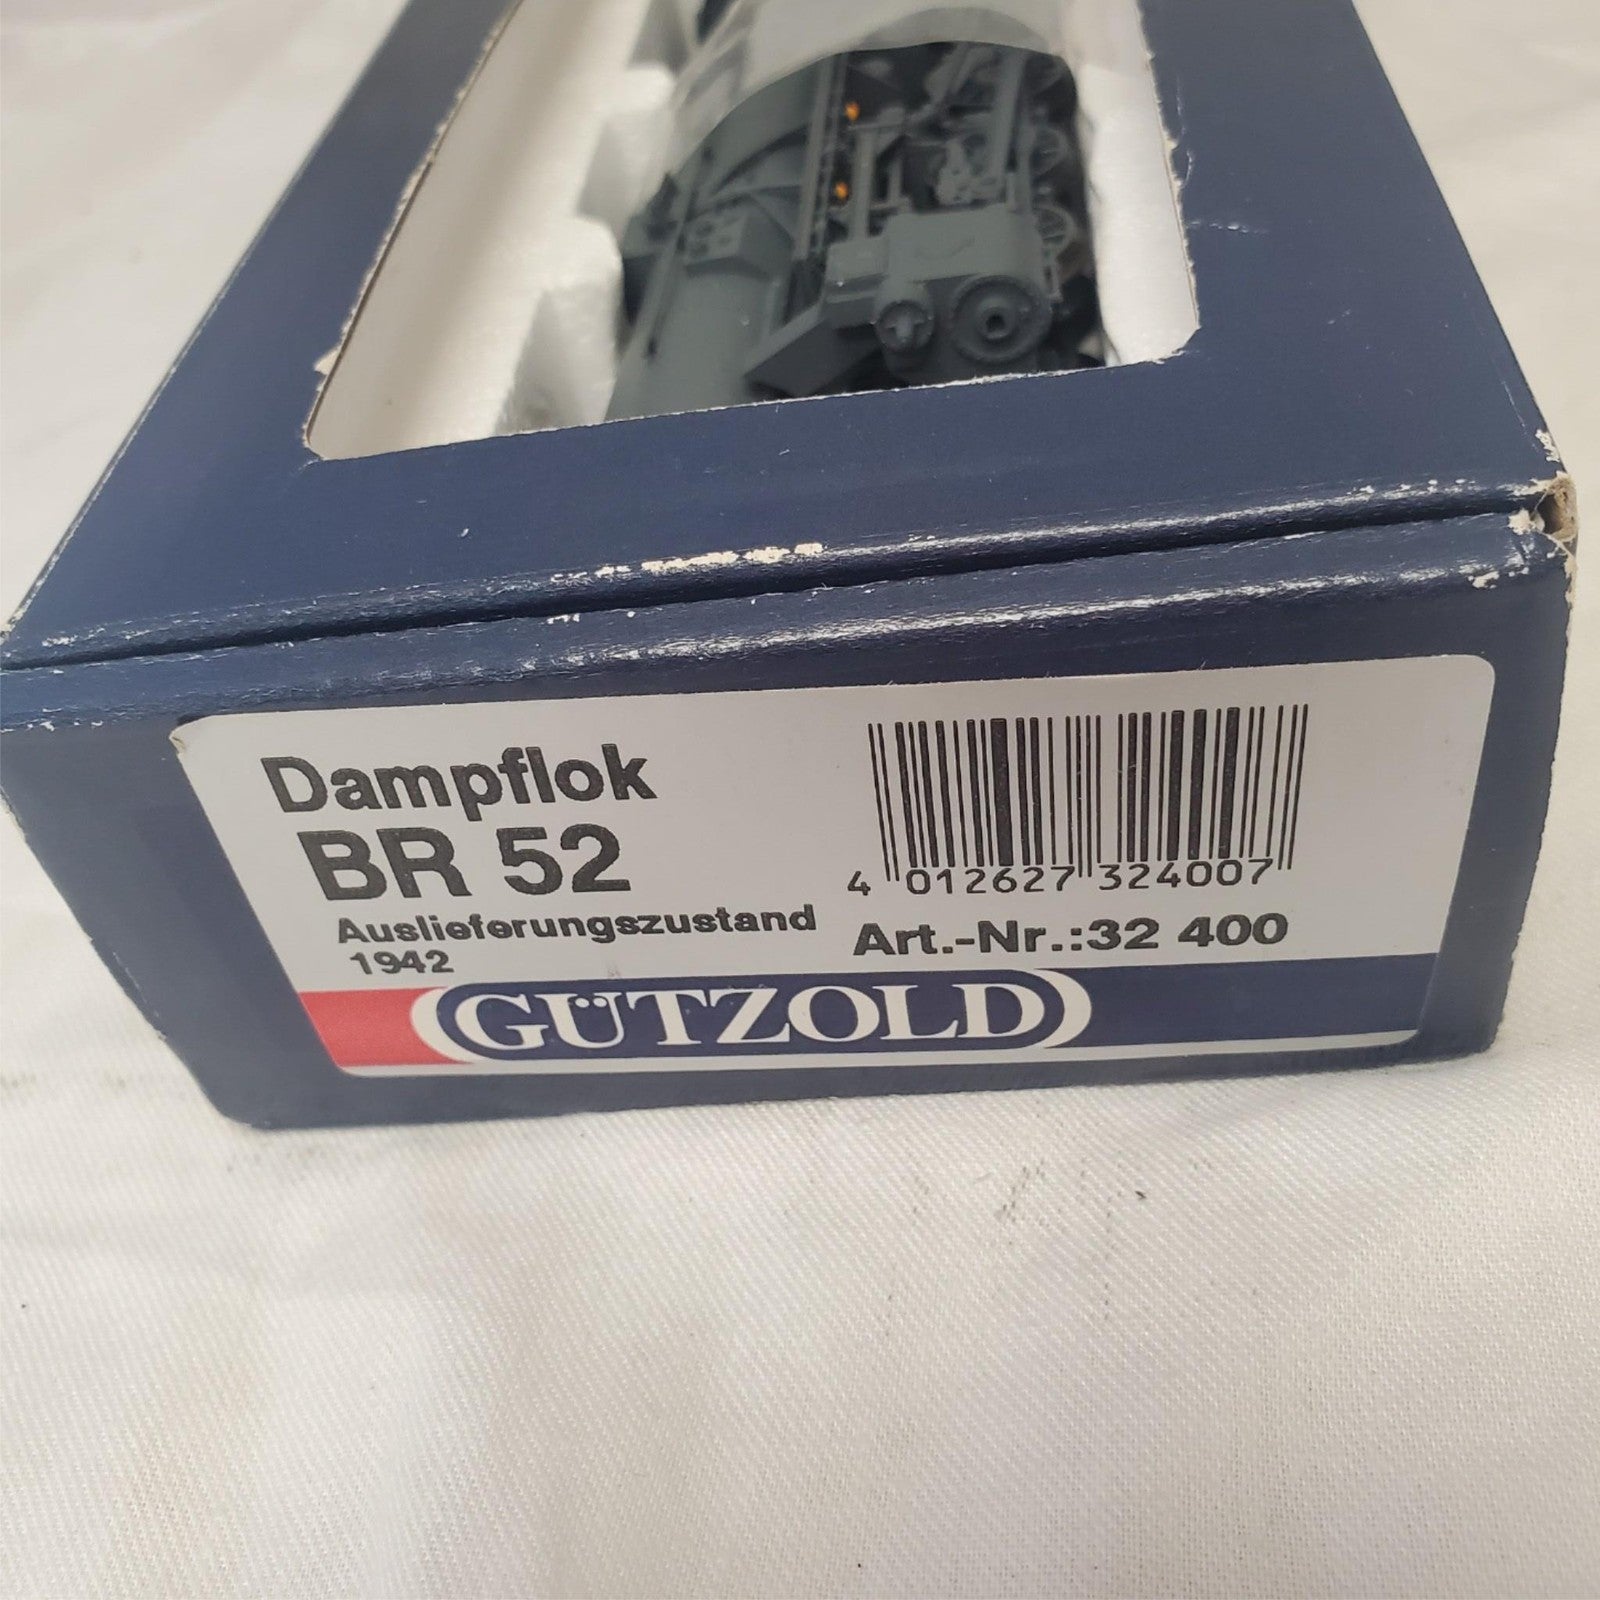 Dampflok
BR 52
Auslieferungszustand
1942
4 012627 324007
Art.-Nr.:32 400
GÜTZOLD